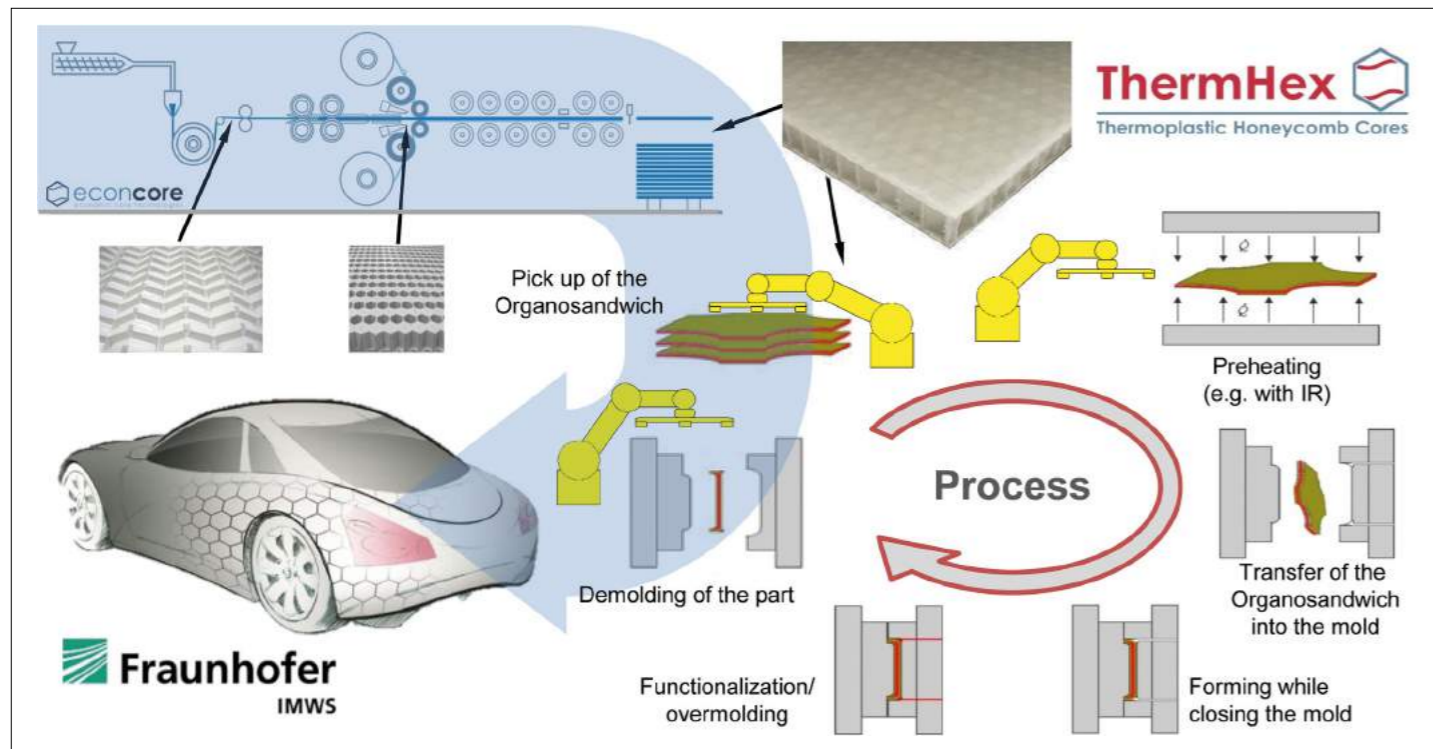 ThermHex
Thermoplastic Honeycomb Cores
econcore
Pick up of the
Organosandwich
Q
Q
Preheating
(e.g. with IR)
Process
Transfer of the
Organosandwich
into the mold
Demolding of the part
Functionalization/
overmolding
Forming while
closing the mold
Fraunhofer
IMWS